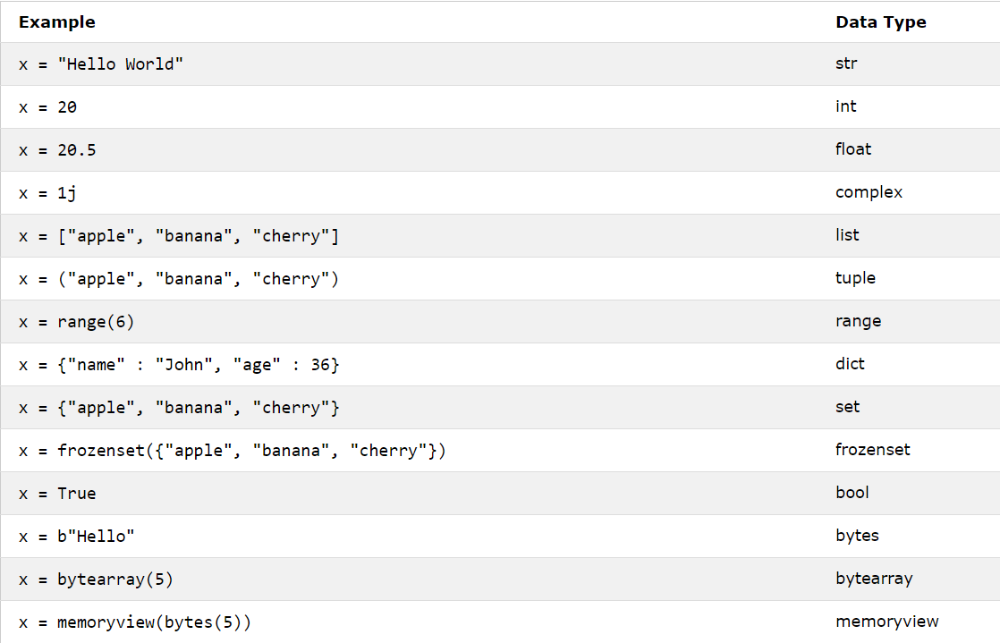 Example Data Type
x = "Hello World" str
x = 20 int
x = 20.5 float
x = 1j complex
x = ["apple", "banana", "cherry"] list
x = ("apple", "banana", "cherry") tuple
x = range(6) range
x = {"name" : "John", "age" : 36} dict
x = {"apple", "banana", "cherry"} set
x = frozenset({"apple", "banana", "cherry"}) frozenset
x = True bool
x = b"Hello" bytes
x = bytearray(5) bytearray
x = memoryview(bytes(5)) memoryview